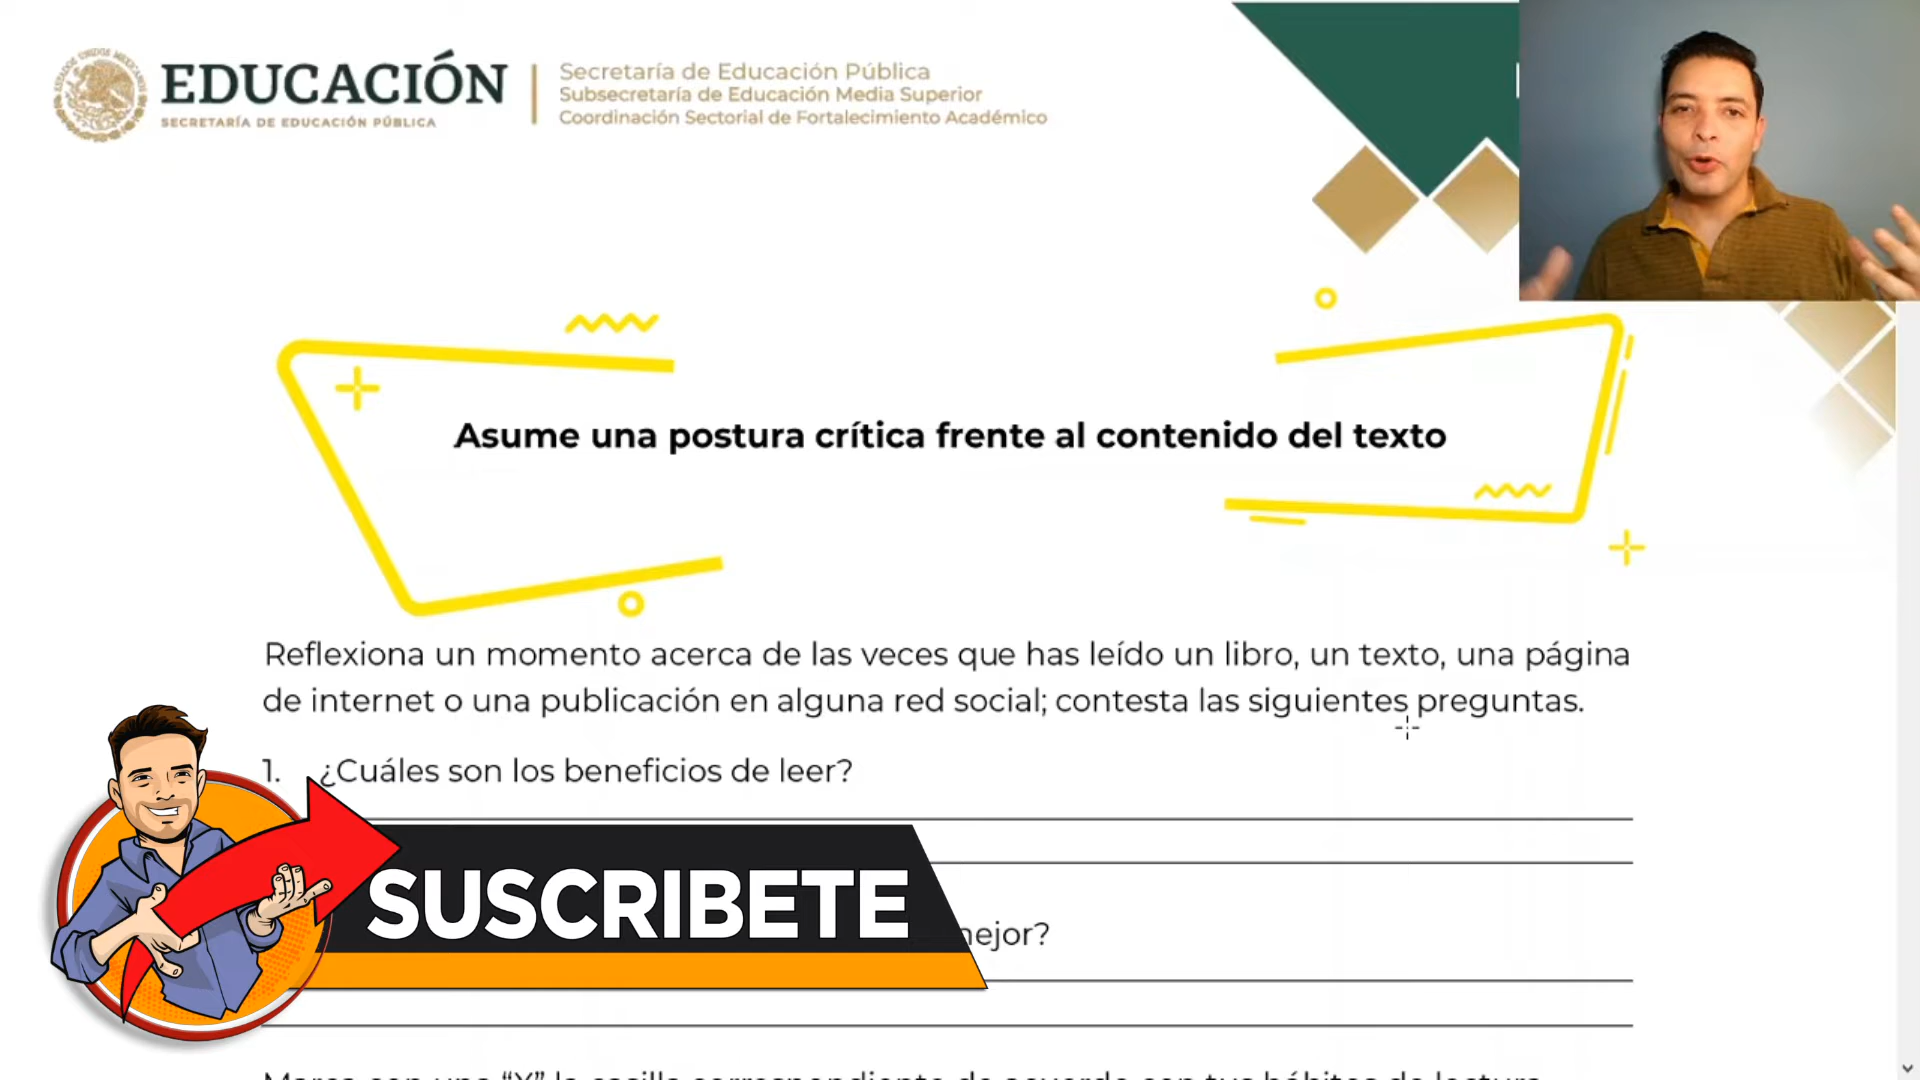 EDUCACIÓN
SECRETARÍA DE EDUCACIÓN PÚBLICA
Secretaría de Educación Pública
Subsecretaría de Educación Media Superior
Coordinación Sectorial de Fortalecimiento Académico
Asume una postura crítica frente al contenido del texto
Reflexiona un momento acerca de las veces que has leído un libro, un texto, una página
de internet o una publicación en alguna red social; contesta las siguientes preguntas.
1. ¿Cuáles son los beneficios de leer?
SUSCRIBETE